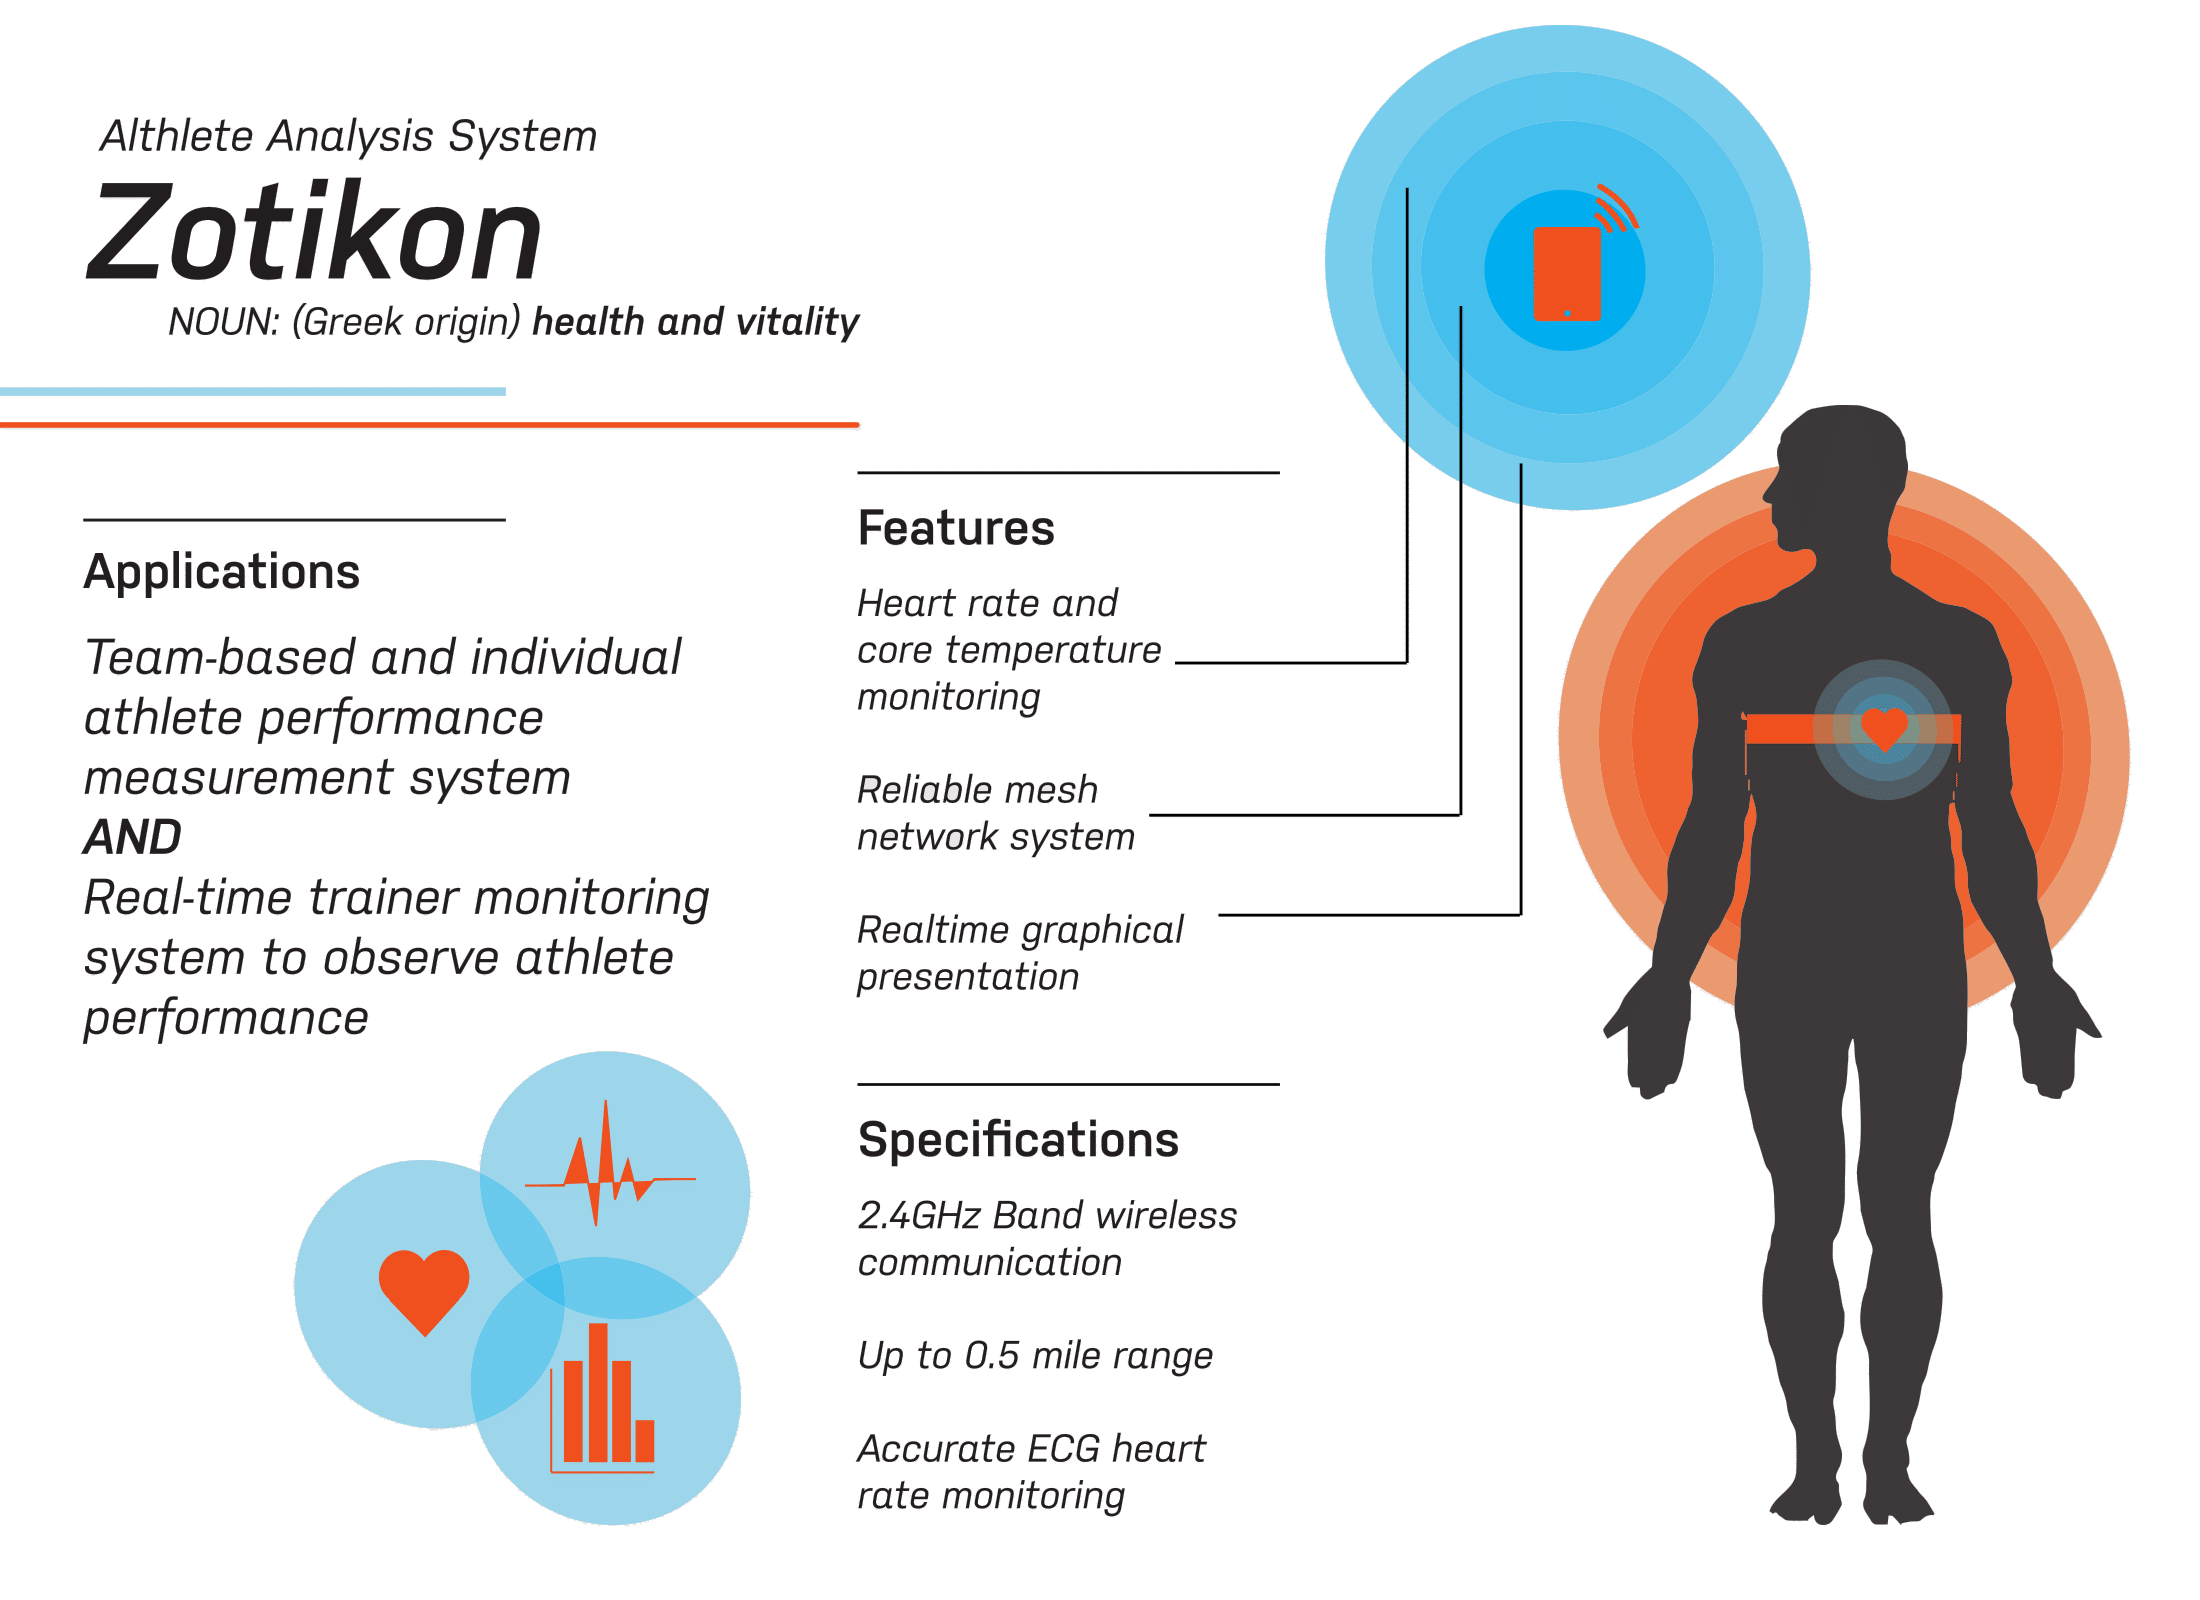 Althlete Analysis System
Zotikon
NOUN: (Greek origin) health and vitality
Applications
Team-based and individual
athlete performance
measurement system
AND
Real-time trainer monitoring
system to observe athlete
performance
Features
Heart rate and
core temperature
monitoring
Reliable mesh
network system
Realtime graphical
presentation
Specifications
2.4GHz Band wireless
communication
Up to 0.5 mile range
Accurate ECG heart
rate monitoring